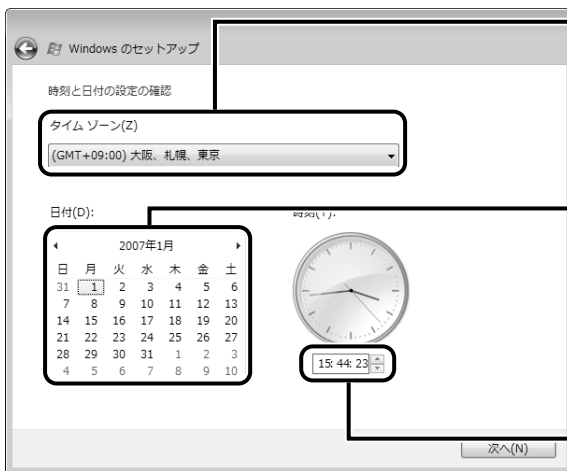 Windows のセットアップ
時刻と日付の設定の確認
タイム ゾーン(Z)
(GMT+09:00) 大阪、札幌、東京
日付(D):
時刻(T):
2007年1月
日 月 火 水 木 金 土
31 1 2 3 4 5 6
7 8 9 10 11 12 13
14 15 16 17 18 19 20
21 22 23 24 25 26 27
28 29 30 31 1 2 3
4 5 6 7 8 9 10
15: 44: 23
次へ(N)